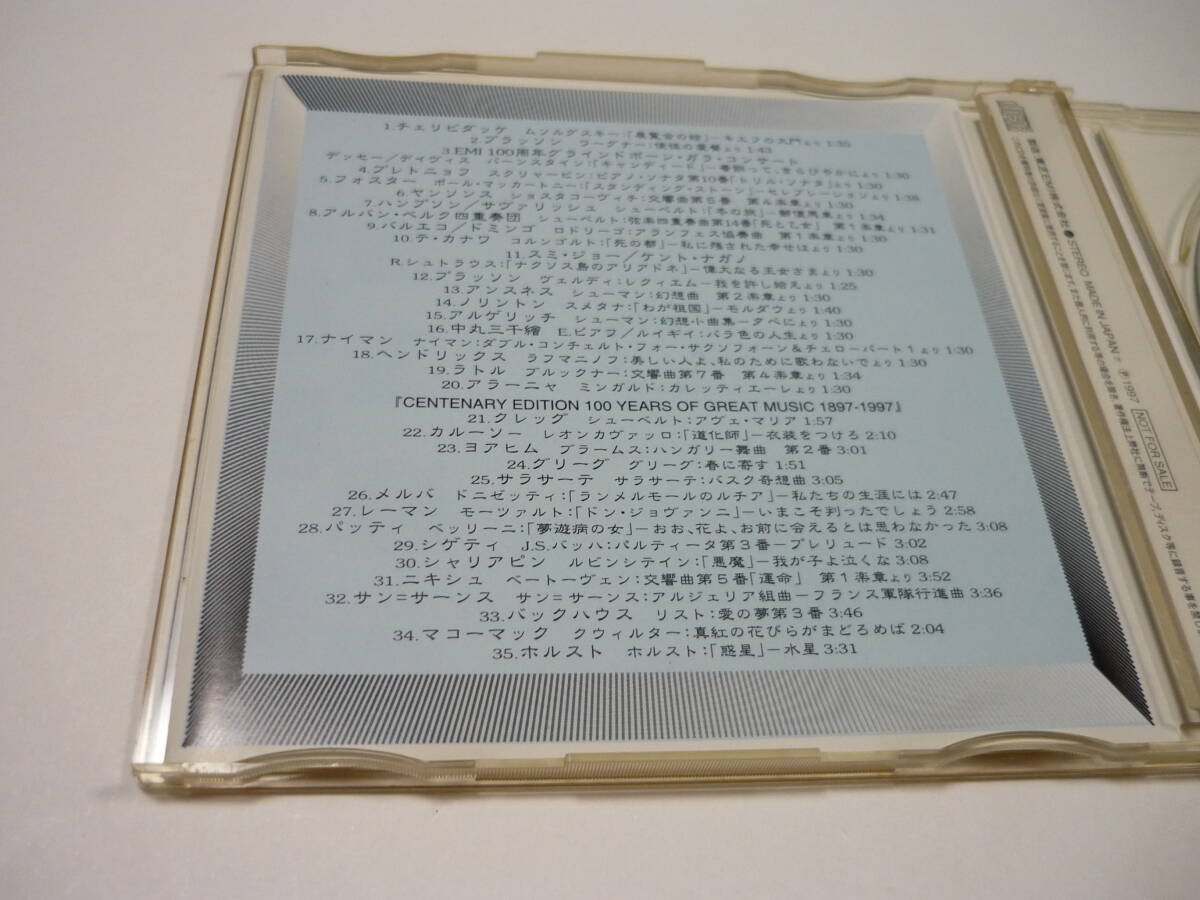 1.チェリビダッケ ムソルグスキー:「展覧会の絵」-キエフの大門より 1:35
2.プラッソン ワーグナー:使徒の愛餐より 1:43
3.EMI 100周年グラインドボーン・ガラ・コンサート
デッセー/デイヴィス バーンスタイン:「キャンディード」-着飾って、きらびやかに より 1:30
4.プレトニョフ スクリャービン:ピアノ・ソナタ第10番「トリル・ソナタ」より 1:30
5.フォスター ポール・マッカートニー:「スタンディング・ストーン」-セレブレーションより 1:38
6.ヤンソンス ショスタコーヴィチ:交響曲第5番 第4楽章より 1:30
7.ハンプソン/サヴァリッシュ シューベルト:「冬の旅」-郵便馬車より 1:34
8.アルバン・ベルク四重奏団 シューベルト:弦楽四重奏曲第14番「死と乙女」 第1楽章より 1:31
9.バルエコ/ドミンゴ ロドリーゴ:アランフェス協奏曲 第1楽章より 1:30
10.テ・カナワ コルンゴルト:「死の都」-私に残された幸せは より 1:30
11.スミ・ジョー/ケント・ナガノ
R.シュトラウス:「ナクソス島のアリアドネ」-偉大なる王女さま より 1:30
12.プラッソン ヴェルディ:レクィエム-我を許し給え より 1:25
13.アンスネス シューマン:幻想曲 第2楽章より 1:30
14.ノリントン スメタナ:「わが祖国」-モルダウより 1:40
15.アルゲリッチ シューマン:幻想小曲集-夕べに より 1:30
16.中丸三千繪 E.ピアフ/ルイギイ:バラ色の人生より 1:30
17.ナイマン ナイマン:ダブル・コンチェルト・フォー・サクソフォーン&チェロ-パート1より 1:30
18.ヘンドリックス ラフマニノフ:美しい人よ、私のために歌わないで より 1:30
19.ラトル ブルックナー:交響曲第7番 第4楽章より 1:34
20.アラーニャ ミンガルド:カレッティエーレより 1:30
『CENTENARY EDITION 100 YEARS OF GREAT MUSIC 1897-1997』
21.クレッグ シューベルト:アヴェ・マリア 1:57
22.カルーソー レオンカヴァッロ:「道化師」-衣装をつけろ 2:10
23.ヨアヒム ブラームス:ハンガリー舞曲 第2番 3:01
24.グリーグ グリーグ:春に寄す 1:51
25.サラサーテ サラサーテ:バスク奇想曲 3:05
26.メルバ ドニゼッティ:「ランメルモールのルチア」-私たちの生涯には 2:47
27.レーマン モーツァルト:「ドン・ジョヴァンニ」-いまこそ判ったでしょう 2:58
28.パッティ ベッリーニ:「夢遊病の女」-おお、花よ、お前に会えるとは思わなかった 3:08
29.シゲティ J.S.バッハ:パルティータ第3番-プレリュード 3:02
30.シャリアピン ルビンシテイン:「悪魔」-我が子よ泣くな 3:08
31.ニキシュ ベートーヴェン:交響曲第5番「運命」 第1楽章より 3:52
32.サン=サーンス サン=サーンス:アルジェリア組曲-フランス軍隊行進曲 3:36
33.バックハウス リスト:愛の夢第3番 3:46
34.マコーマック クウィルター:真紅の花びらがまどろめば 2:04
35.ホルスト ホルスト:「惑星」-水星 3:31
東芝EMI株式会社 ● STEREO MADE IN JAPAN ℗ 1997 NOT FOR SALE